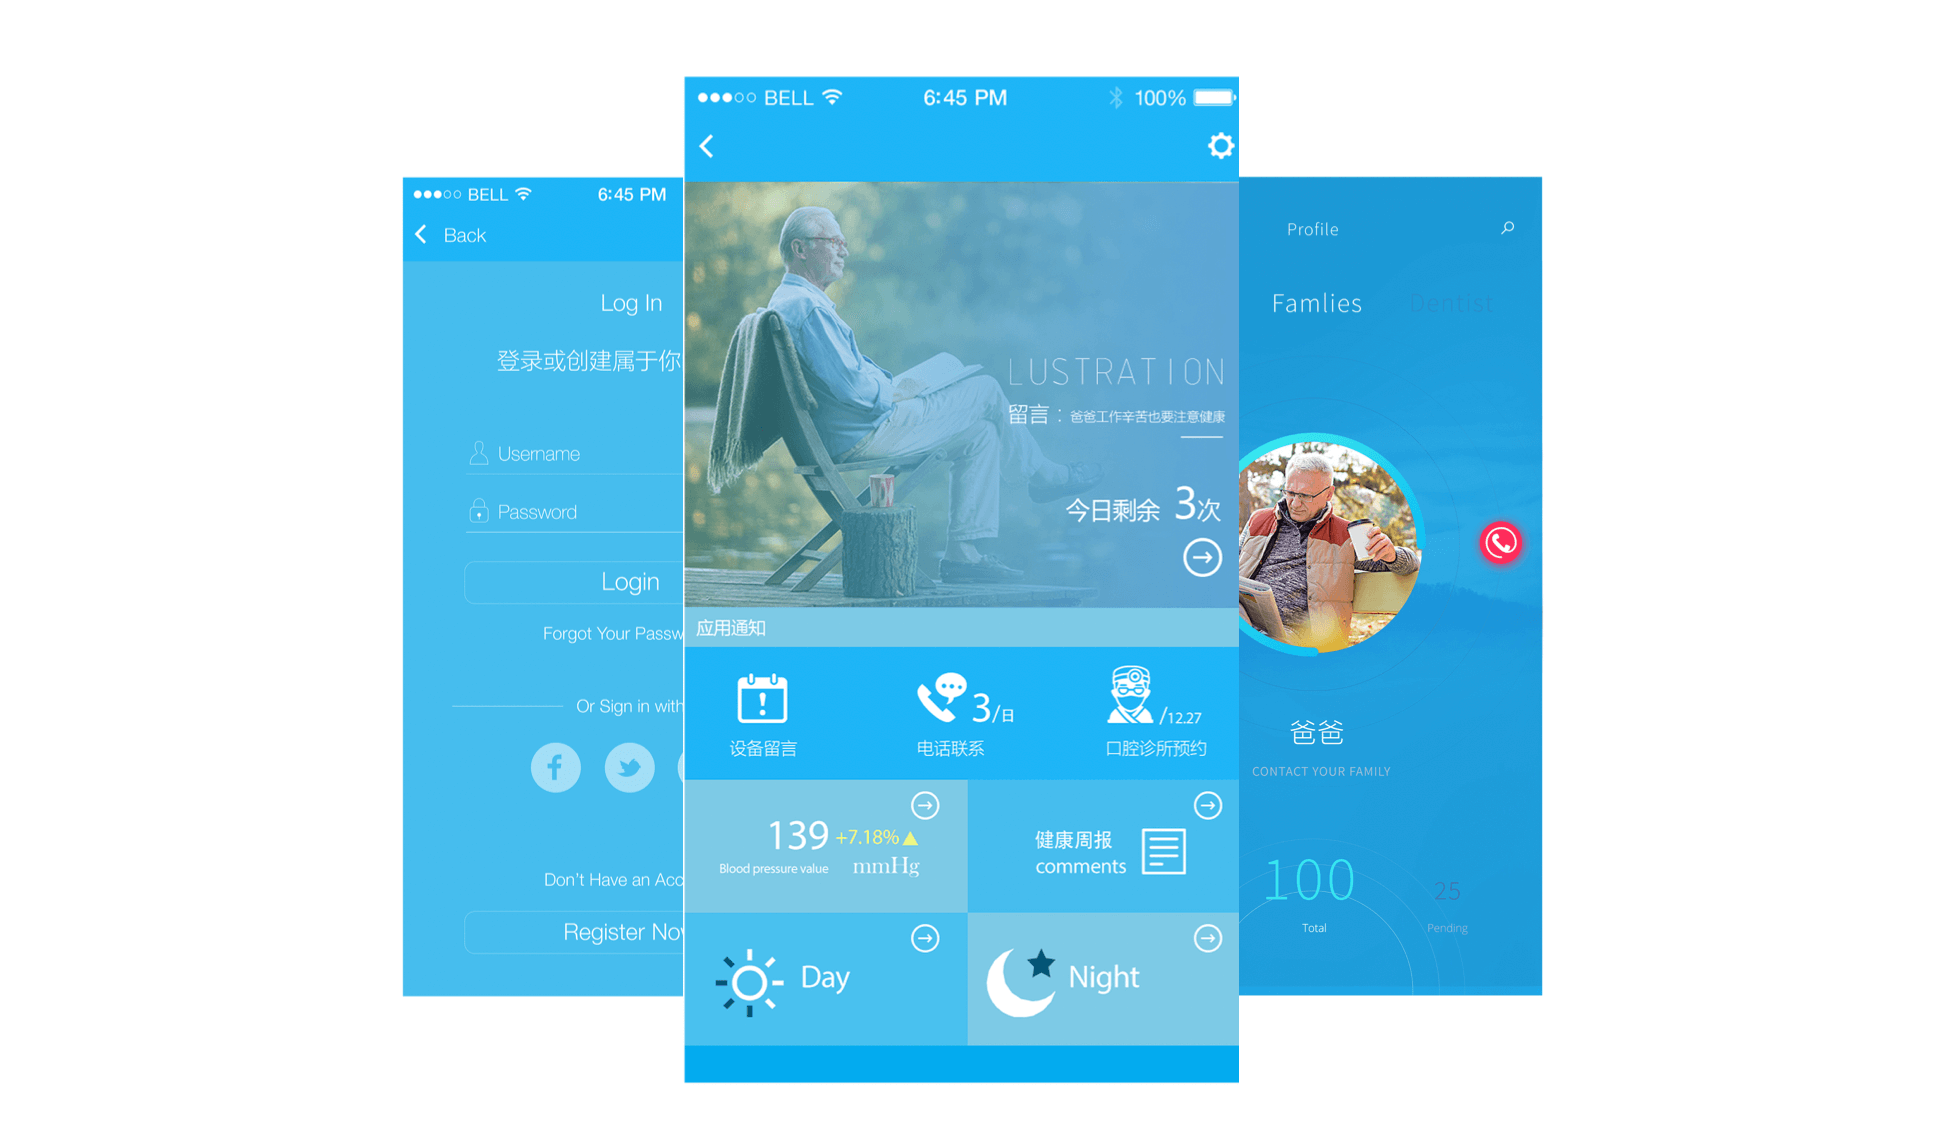 BELL 6:45 PM
Back
Log In
登录或创建属于你
Username
Password
Login
Forgot Your Passw
Or Sign in with
Don't Have an Acc
Register Now
BELL 6:45 PM 100%
LUSTRATION
留言：爸爸工作辛苦也要注意健康
今日剩余 3次
应用通知
3/日 /12.27
设备留言 电话联系 口腔诊所预约
139 +7.18%
Blood pressure value mmHg
健康周报
comments
Day
Night
Profile
Famlies Dentist
爸爸
CONTACT YOUR FAMILY
100 25
Total Pending